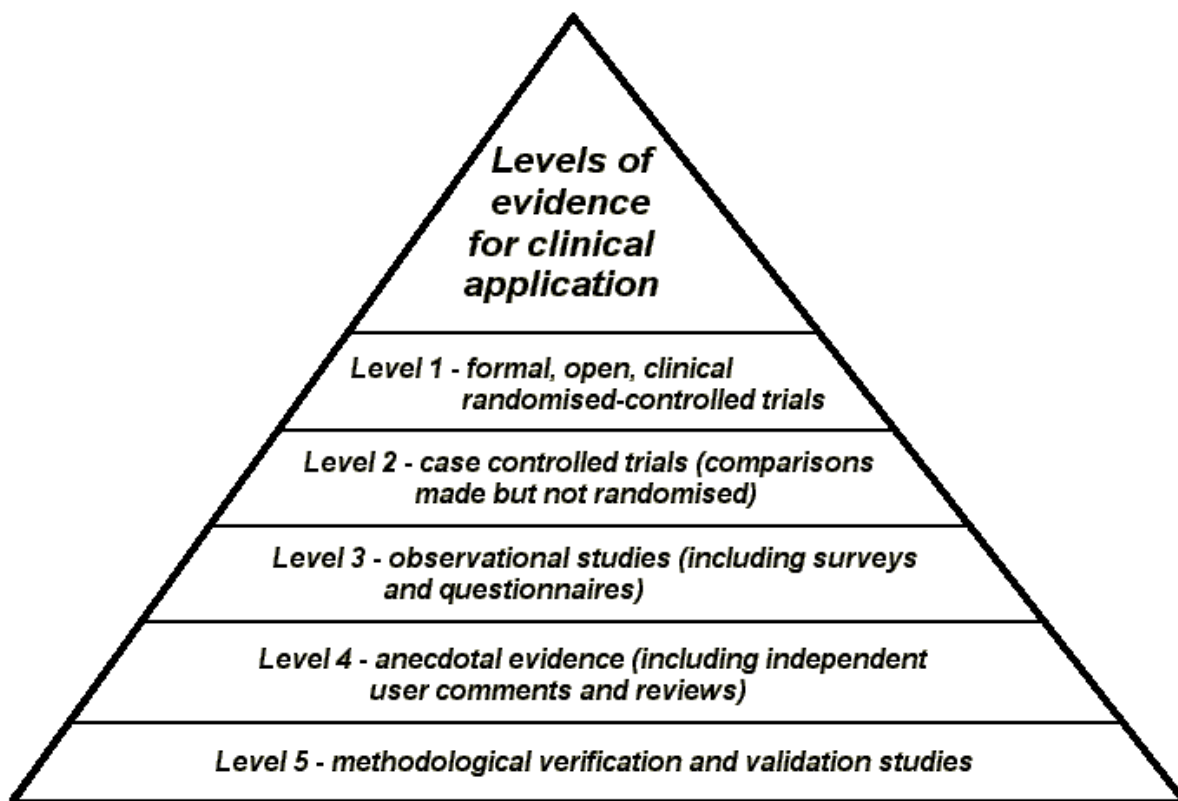 Levels of
evidence
for clinical
application
Level 1 - formal, open, clinical
randomised-controlled trials
Level 2 - case controlled trials (comparisons
made but not randomised)
Level 3 - observational studies (including surveys
and questionnaires)
Level 4 - anecdotal evidence (including independent
user comments and reviews)
Level 5 - methodological verification and validation studies